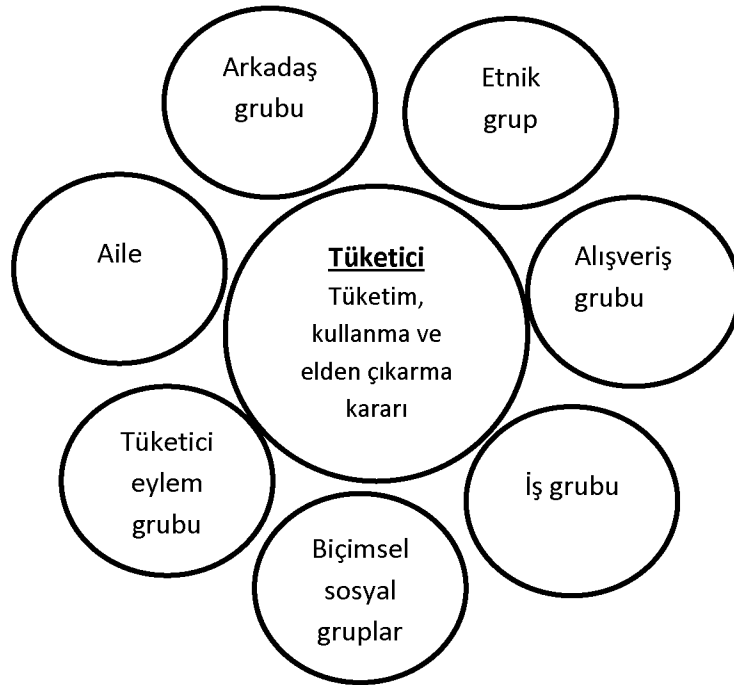 Arkadaş
grubu
Etnik
grup
Aile
Tüketici
Tüketim,
kullanma ve
elden çıkarma
kararı
Alışveriş
grubu
Tüketici
eylem
grubu
İş grubu
Biçimsel
sosyal
gruplar